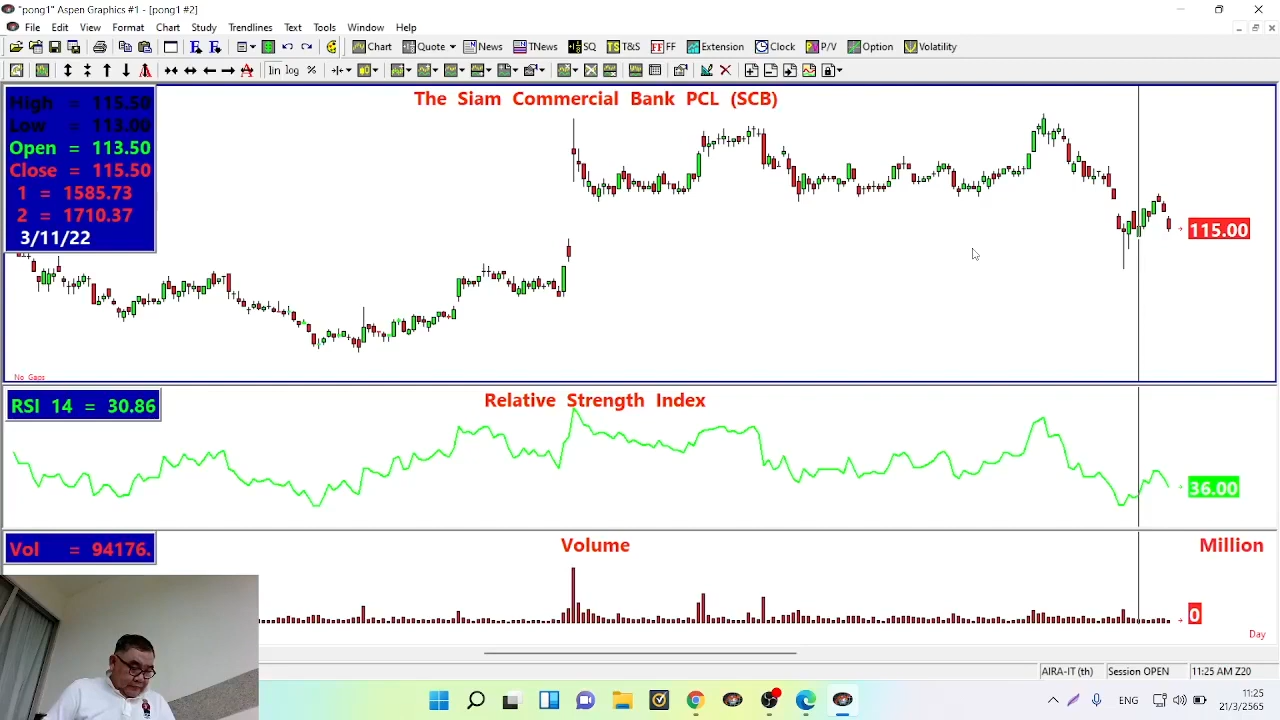 "pong1" Aspen Graphics #1 - [pong1 #2]
File Edit View Format Chart Study Trendlines Text Tools Window Help
Chart Quote News TNews SQ TS T&S FF FF Extension Clock P/V Option Volatility
lin log %
The Siam Commercial Bank PCL (SCB)
High = 115.50
Low = 113.00
Open = 113.50
Close = 115.50
1 = 1585.73
2 = 1710.37
3/11/22
115.00
No Gaps
Relative Strength Index
RSI 14 = 30.86
36.00
Volume
Million
Vol = 94176.
0
Day
AIRA-IT (th) Session OPEN 11:25 AM Z20
ENG
11:25
21/3/2565